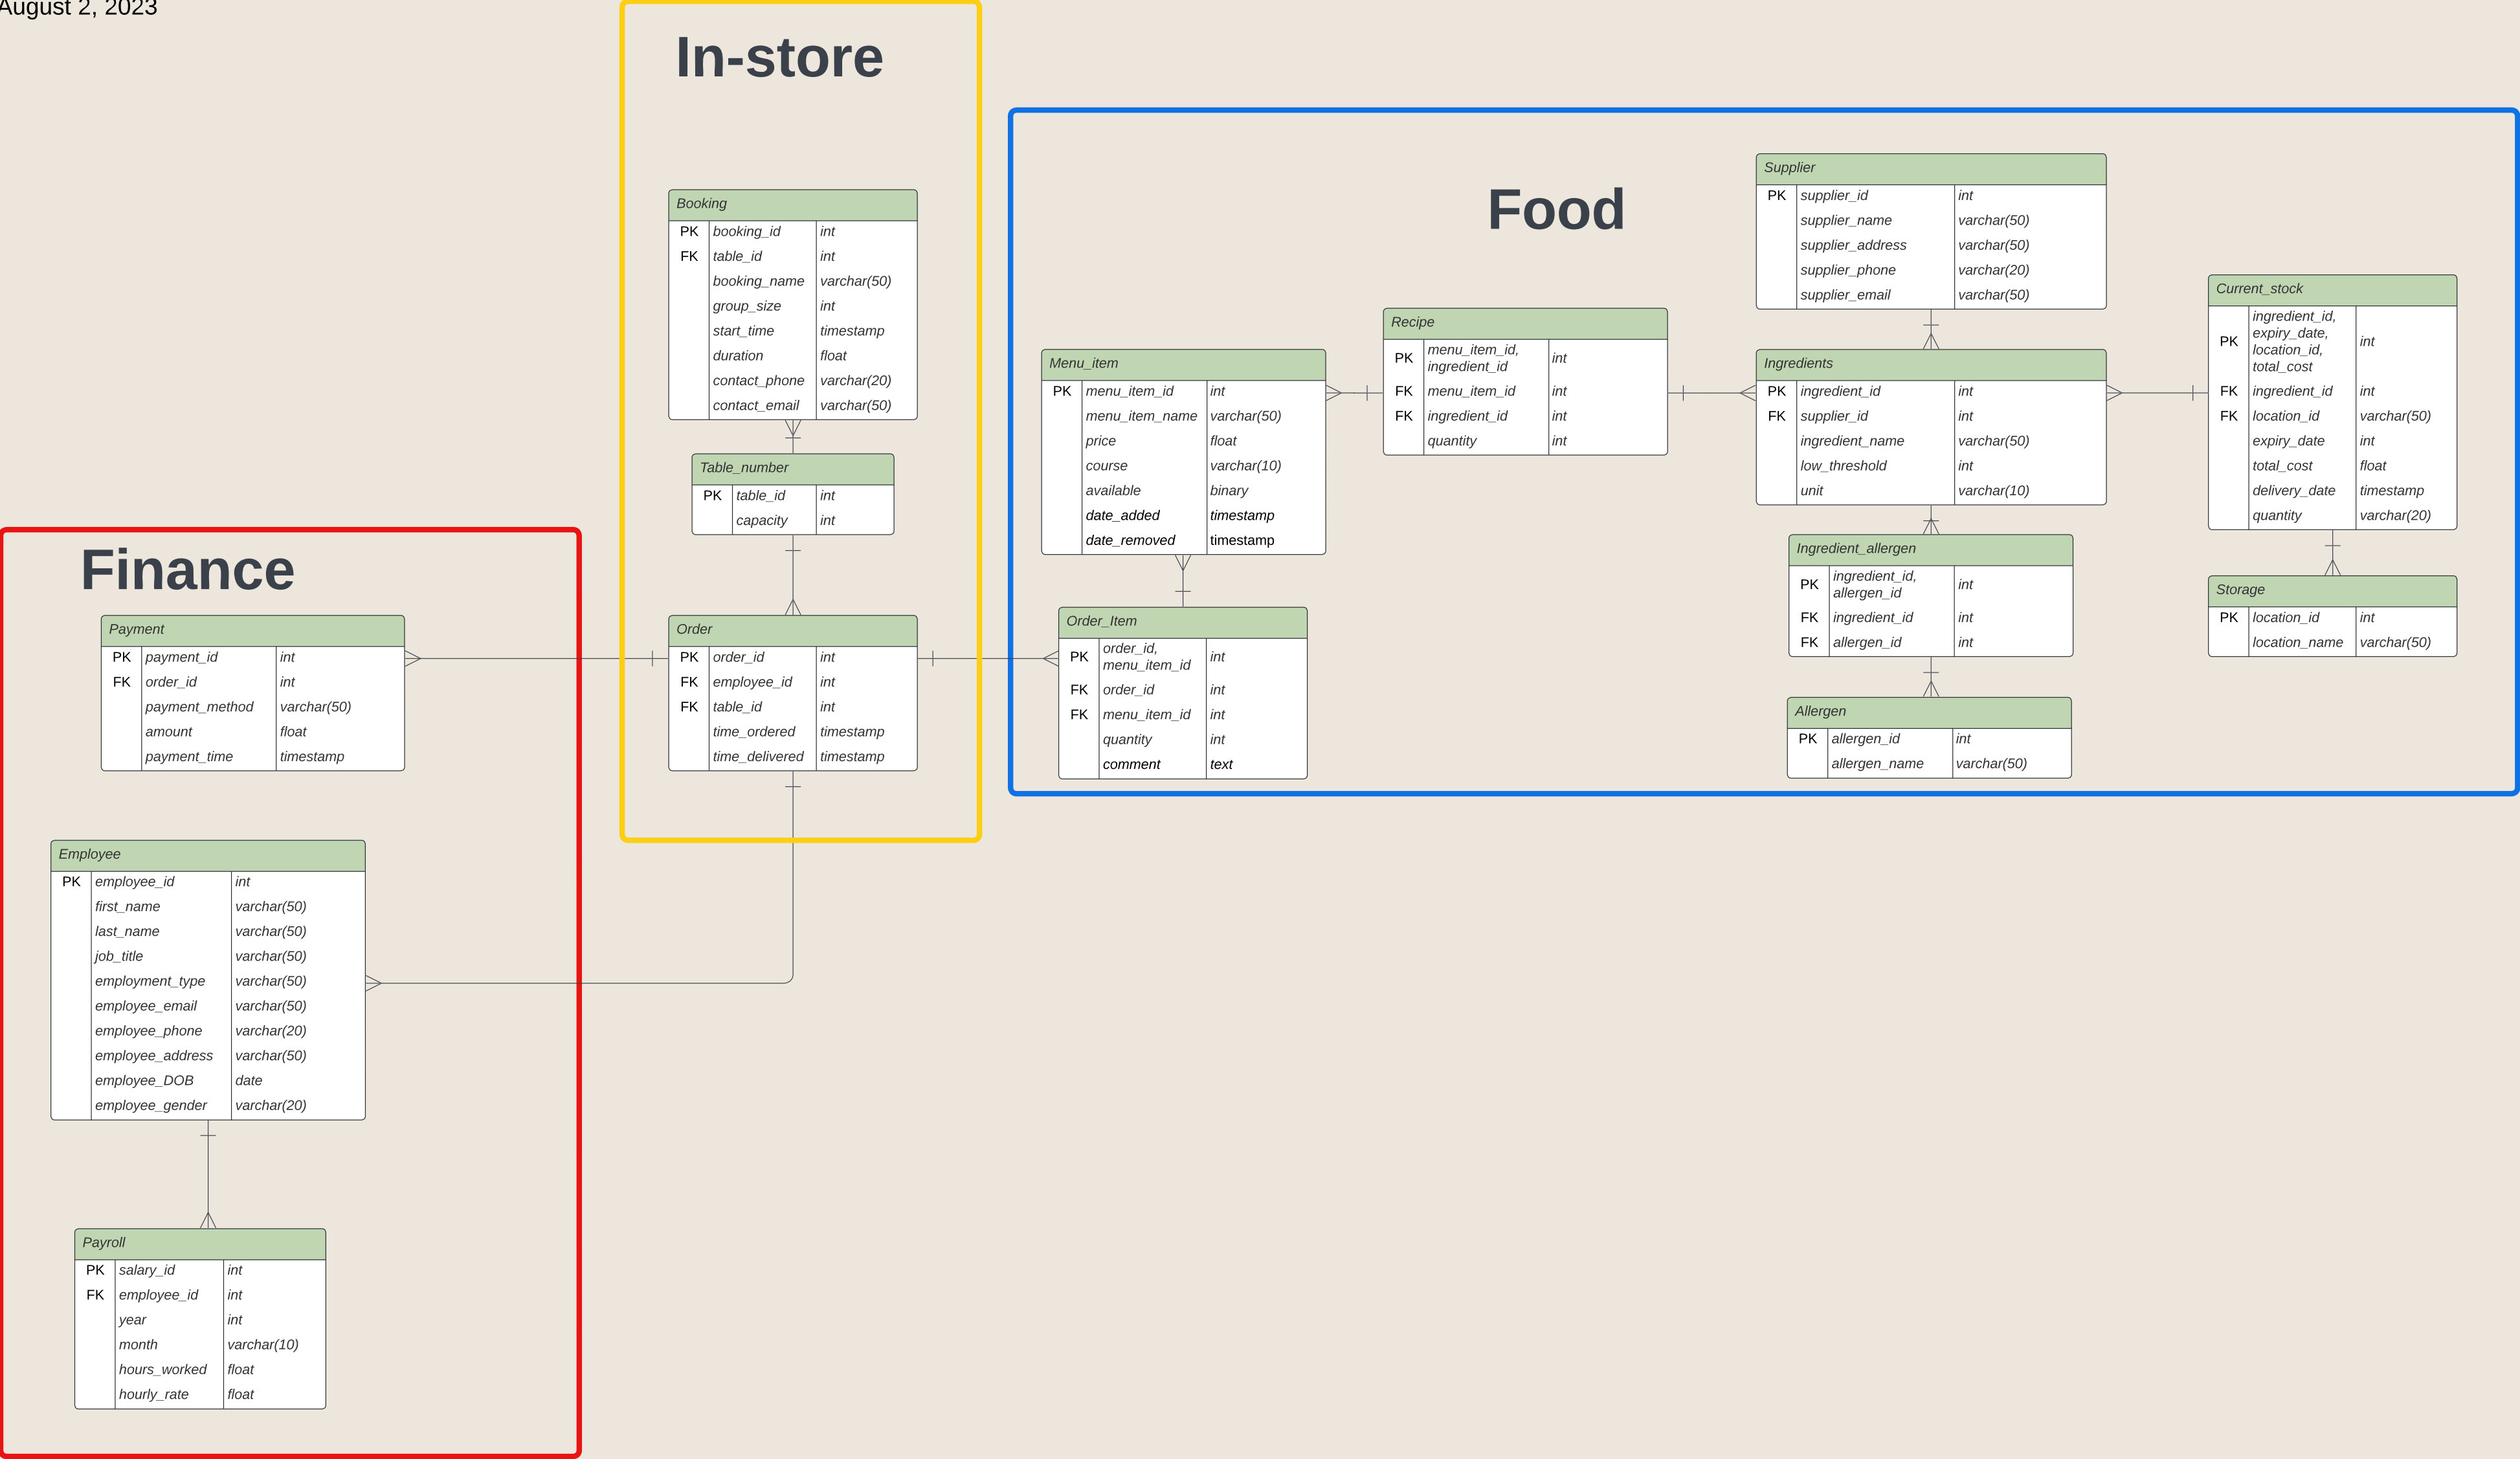 August 2, 2023
In-store
Booking
PK booking_id int
FK table_id int
booking_name varchar(50)
group_size int
start_time timestamp
duration float
contact_phone varchar(20)
contact_email varchar(50)
Table_number
PK table_id int
capacity int
Order
PK order_id int
FK employee_id int
FK table_id int
time_ordered timestamp
time_delivered timestamp
Finance
Payment
PK payment_id int
FK order_id int
payment_method varchar(50)
amount float
payment_time timestamp
Employee
PK employee_id int
first_name varchar(50)
last_name varchar(50)
job_title varchar(50)
employment_type varchar(50)
employee_email varchar(50)
employee_phone varchar(20)
employee_address varchar(50)
employee_DOB date
employee_gender varchar(20)
Payroll
PK salary_id int
FK employee_id int
year int
month varchar(10)
hours_worked float
hourly_rate float
Food
Menu_item
PK menu_item_id int
menu_item_name varchar(50)
price float
course varchar(10)
available binary
date_added timestamp
date_removed timestamp
Order_Item
PK order_id,
menu_item_id int
FK order_id int
FK menu_item_id int
quantity int
comment text
Recipe
PK menu_item_id,
ingredient_id int
FK menu_item_id int
FK ingredient_id int
quantity int
Supplier
PK supplier_id int
supplier_name varchar(50)
supplier_address varchar(50)
supplier_phone varchar(20)
supplier_email varchar(50)
Ingredients
PK ingredient_id int
FK supplier_id int
ingredient_name varchar(50)
low_threshold int
unit varchar(10)
Ingredient_allergen
PK ingredient_id,
allergen_id int
FK ingredient_id int
FK allergen_id int
Allergen
PK allergen_id int
allergen_name varchar(50)
Current_stock
PK ingredient_id,
expiry_date,
location_id,
total_cost int
FK ingredient_id int
FK location_id varchar(50)
expiry_date int
total_cost float
delivery_date timestamp
quantity varchar(20)
Storage
PK location_id int
location_name varchar(50)